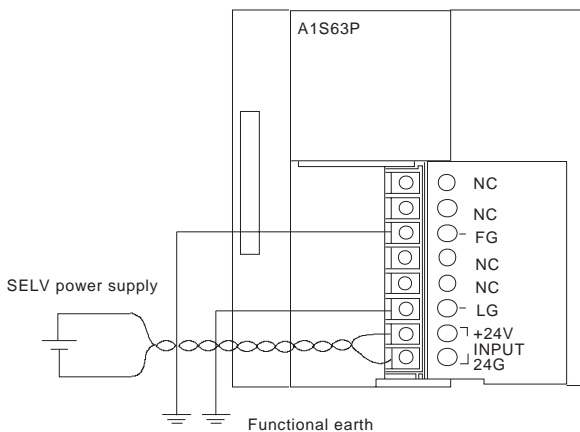 A1S63P
NC
NC
FG
NC
NC
LG
+24V
INPUT
24G
SELV power supply
Functional earth